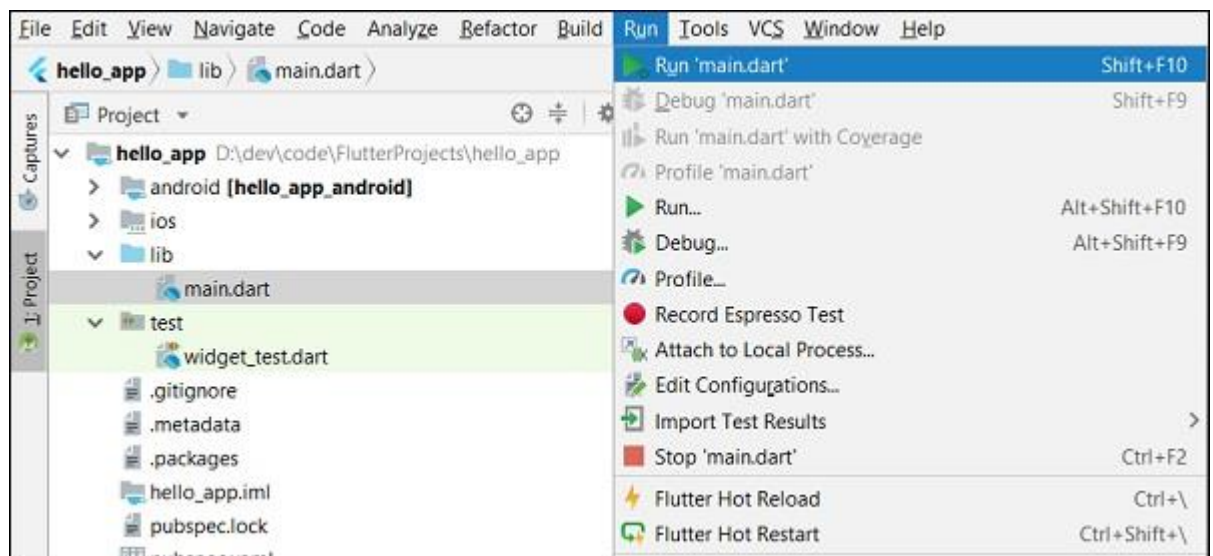 File Edit View Navigate Code Analyze Refactor Build Run Tools VCS Window Help
hello_app lib main.dart
Project
hello_app D:\dev\code\FlutterProjects\hello_app
android [hello_app_android]
ios
lib
main.dart
test
widget_test.dart
.gitignore
.metadata
.packages
hello_app.iml
pubspec.lock
Captures
1: Project
Run 'main.dart' Shift+F10
Debug 'main.dart' Shift+F9
Run 'main.dart' with Coverage
Profile 'main.dart'
Run... Alt+Shift+F10
Debug... Alt+Shift+F9
Profile...
Record Espresso Test
Attach to Local Process...
Edit Configurations...
Import Test Results
Stop 'main.dart' Ctrl+F2
Flutter Hot Reload Ctrl+\
Flutter Hot Restart Ctrl+Shift+\